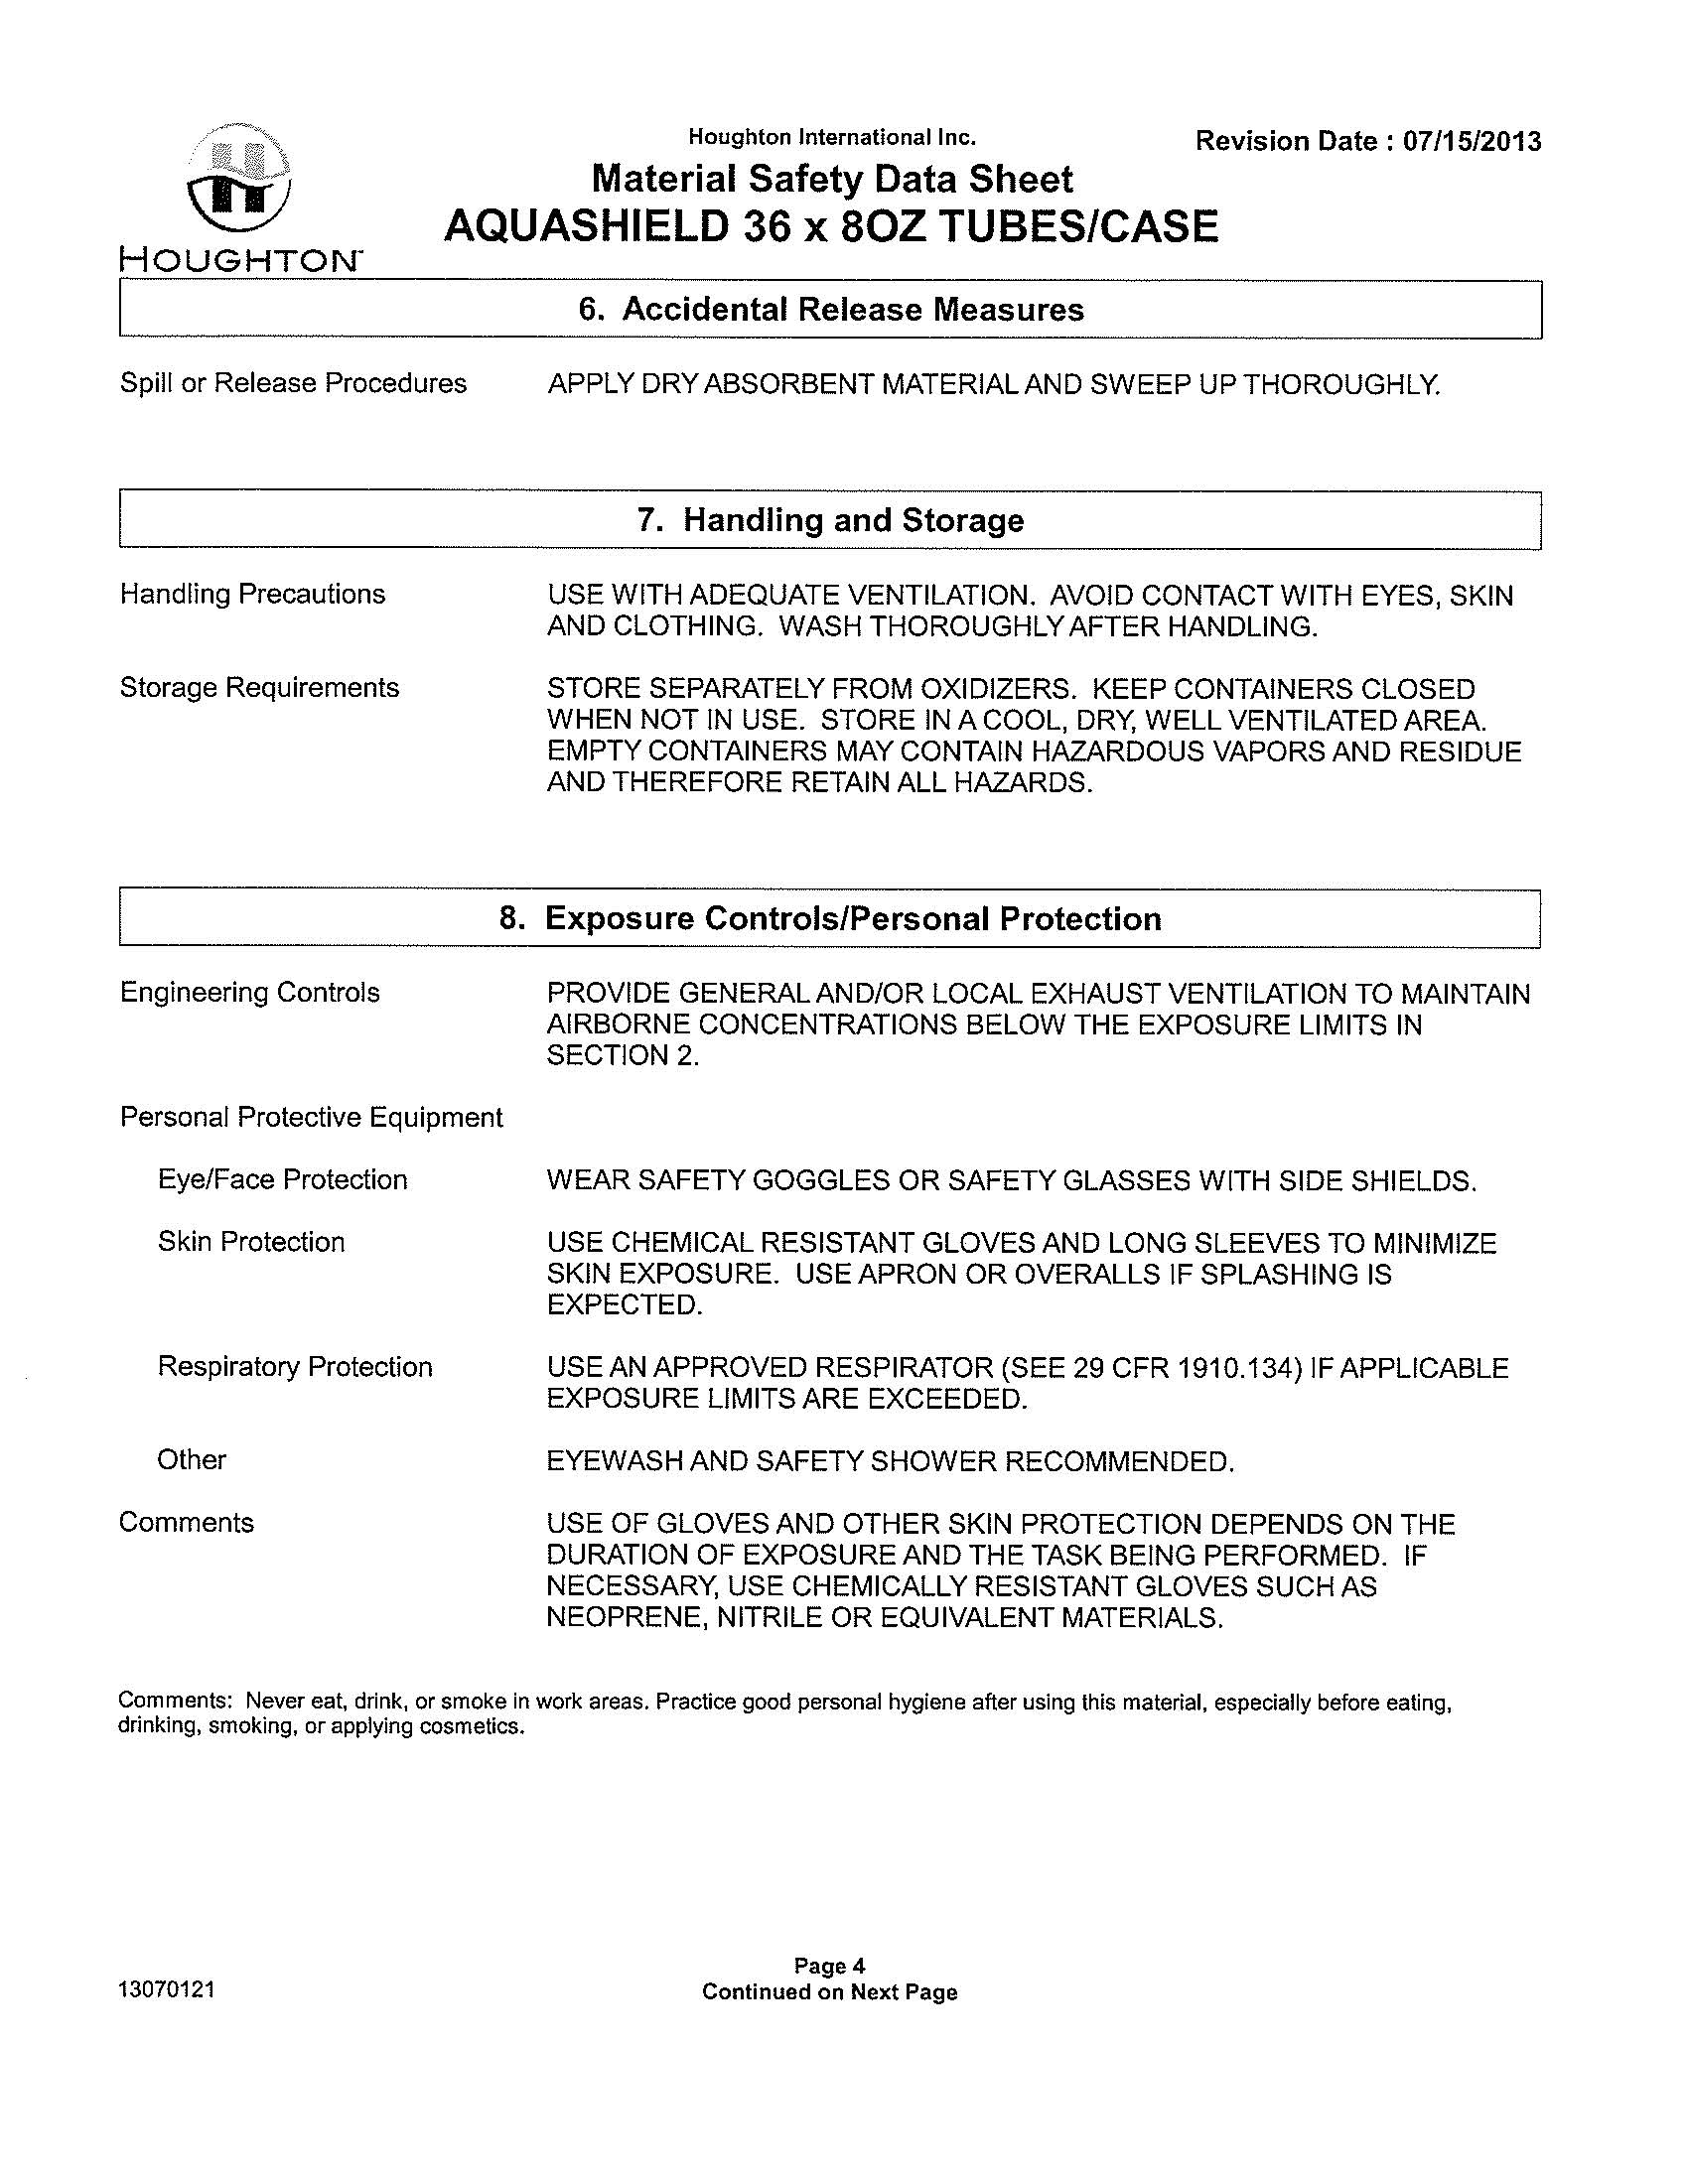 Houghton International Inc.
Revision Date : 07/15/2013
Material Safety Data Sheet
AQUASHIELD 36 x 8OZ TUBES/CASE
HOUGHTON
6. Accidental Release Measures
Spill or Release Procedures APPLY DRY ABSORBENT MATERIAL AND SWEEP UP THOROUGHLY.
7. Handling and Storage
Handling Precautions USE WITH ADEQUATE VENTILATION. AVOID CONTACT WITH EYES, SKIN
AND CLOTHING. WASH THOROUGHLY AFTER HANDLING.
Storage Requirements STORE SEPARATELY FROM OXIDIZERS. KEEP CONTAINERS CLOSED
WHEN NOT IN USE. STORE IN A COOL, DRY, WELL VENTILATED AREA.
EMPTY CONTAINERS MAY CONTAIN HAZARDOUS VAPORS AND RESIDUE
AND THEREFORE RETAIN ALL HAZARDS.
8. Exposure Controls/Personal Protection
Engineering Controls PROVIDE GENERAL AND/OR LOCAL EXHAUST VENTILATION TO MAINTAIN
AIRBORNE CONCENTRATIONS BELOW THE EXPOSURE LIMITS IN
SECTION 2.
Personal Protective Equipment
Eye/Face Protection WEAR SAFETY GOGGLES OR SAFETY GLASSES WITH SIDE SHIELDS.
Skin Protection USE CHEMICAL RESISTANT GLOVES AND LONG SLEEVES TO MINIMIZE
SKIN EXPOSURE. USE APRON OR OVERALLS IF SPLASHING IS
EXPECTED.
Respiratory Protection USE AN APPROVED RESPIRATOR (SEE 29 CFR 1910.134) IF APPLICABLE
EXPOSURE LIMITS ARE EXCEEDED.
Other EYEWASH AND SAFETY SHOWER RECOMMENDED.
Comments USE OF GLOVES AND OTHER SKIN PROTECTION DEPENDS ON THE
DURATION OF EXPOSURE AND THE TASK BEING PERFORMED. IF
NECESSARY, USE CHEMICALLY RESISTANT GLOVES SUCH AS
NEOPRENE, NITRILE OR EQUIVALENT MATERIALS.
Comments: Never eat, drink, or smoke in work areas. Practice good personal hygiene after using this material, especially before eating,
drinking, smoking, or applying cosmetics.
Page 4
13070121 Continued on Next Page